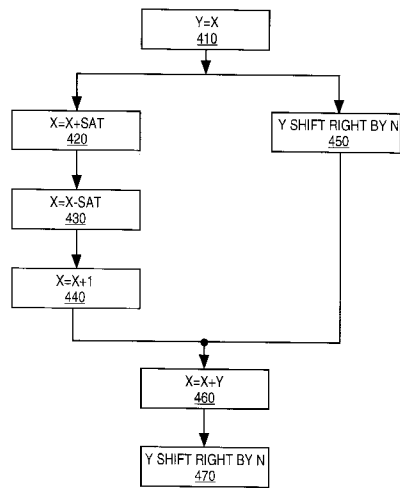 Y=X
410
X=X+SAT
420
Y SHIFT RIGHT BY N
450
X=X-SAT
430
X=X+1
440
X=X+Y
460
Y SHIFT RIGHT BY N
470